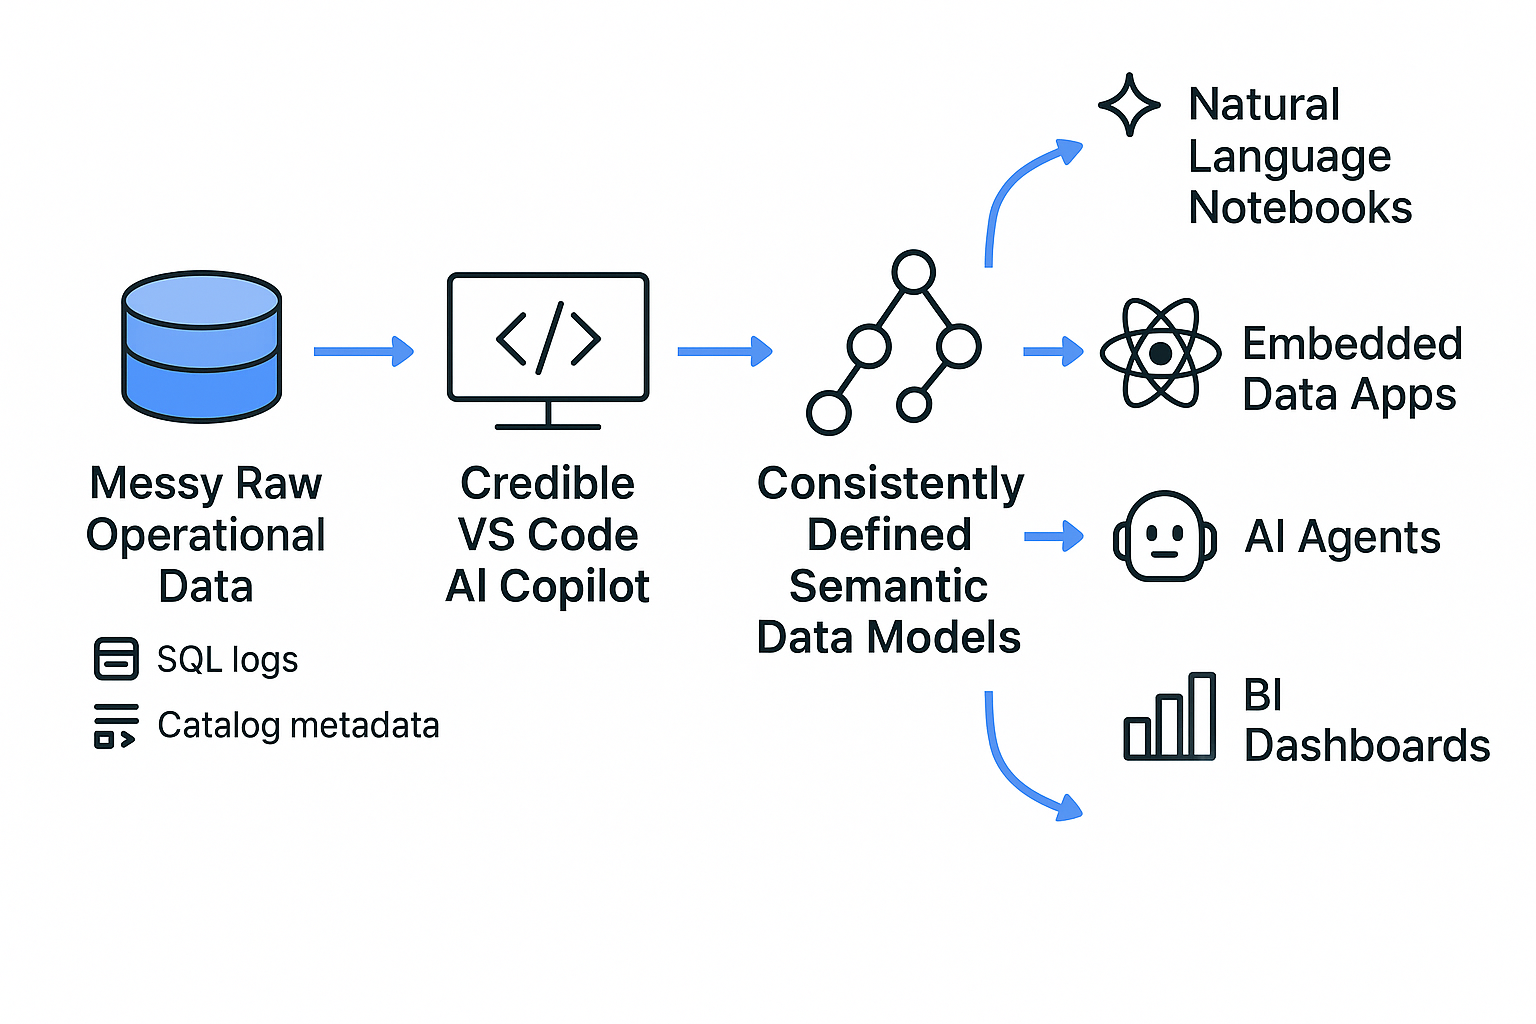 Messy Raw
Operational
Data
SQL logs
Catalog metadata
</>
Credible
VS Code
AI Copilot
Consistently
Defined
Semantic
Data Models
Natural
Language
Notebooks
Embedded
Data Apps
AI Agents
BI
Dashboards